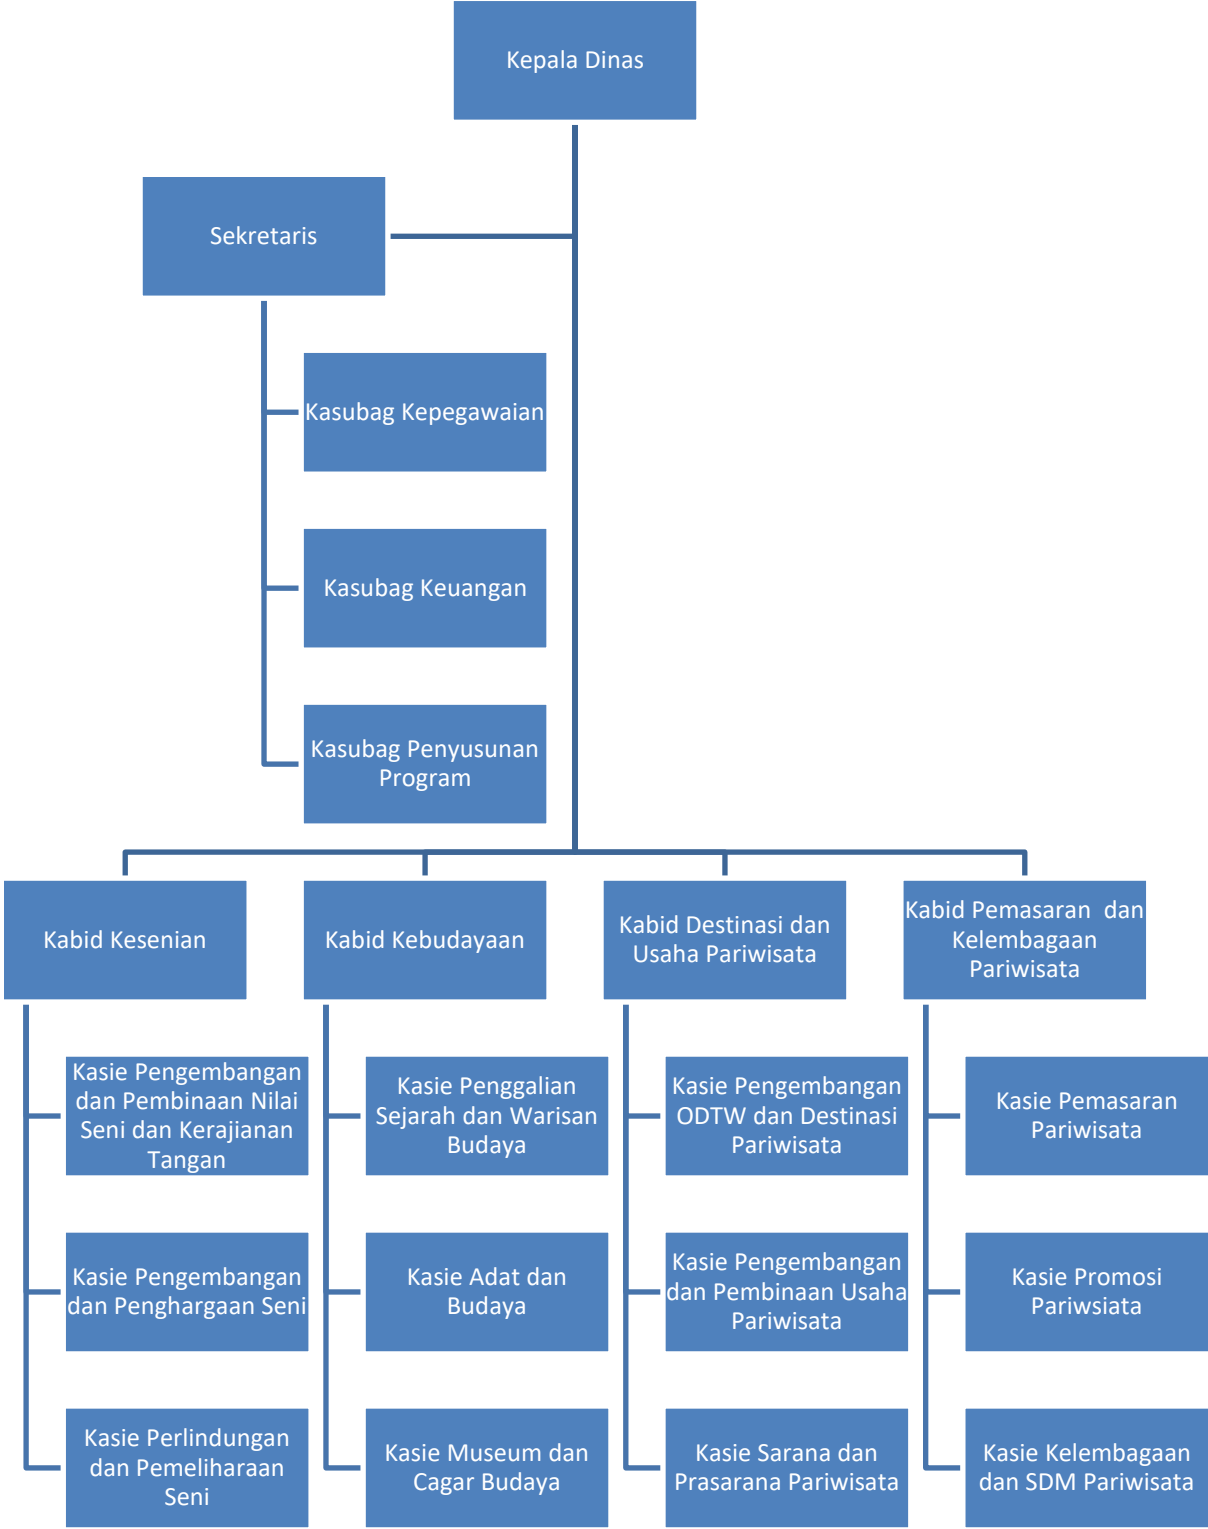 Kepala Dinas
Sekretaris
Kasubag Kepegawaian
Kasubag Keuangan
Kasubag Penyusunan
Program
Kabid Kesenian
Kasie Pengembangan
dan Pembinaan Nilai
Seni dan Kerajianan
Tangan
Kasie Pengembangan
dan Penghargaan Seni
Kasie Perlindungan
dan Pemeliharaan
Seni
Kabid Kebudayaan
Kasie Penggalian
Sejarah dan Warisan
Budaya
Kasie Adat dan
Budaya
Kasie Museum dan
Cagar Budaya
Kabid Destinasi dan
Usaha Pariwisata
Kasie Pengembangan
ODTW dan Destinasi
Pariwisata
Kasie Pengembangan
dan Pembinaan Usaha
Pariwisata
Kasie Sarana dan
Prasarana Pariwisata
Kabid Pemasaran  dan
Kelembagaan
Pariwisata
Kasie Pemasaran
Pariwisata
Kasie Promosi
Pariwsiata
Kasie Kelembagaan
dan SDM Pariwisata